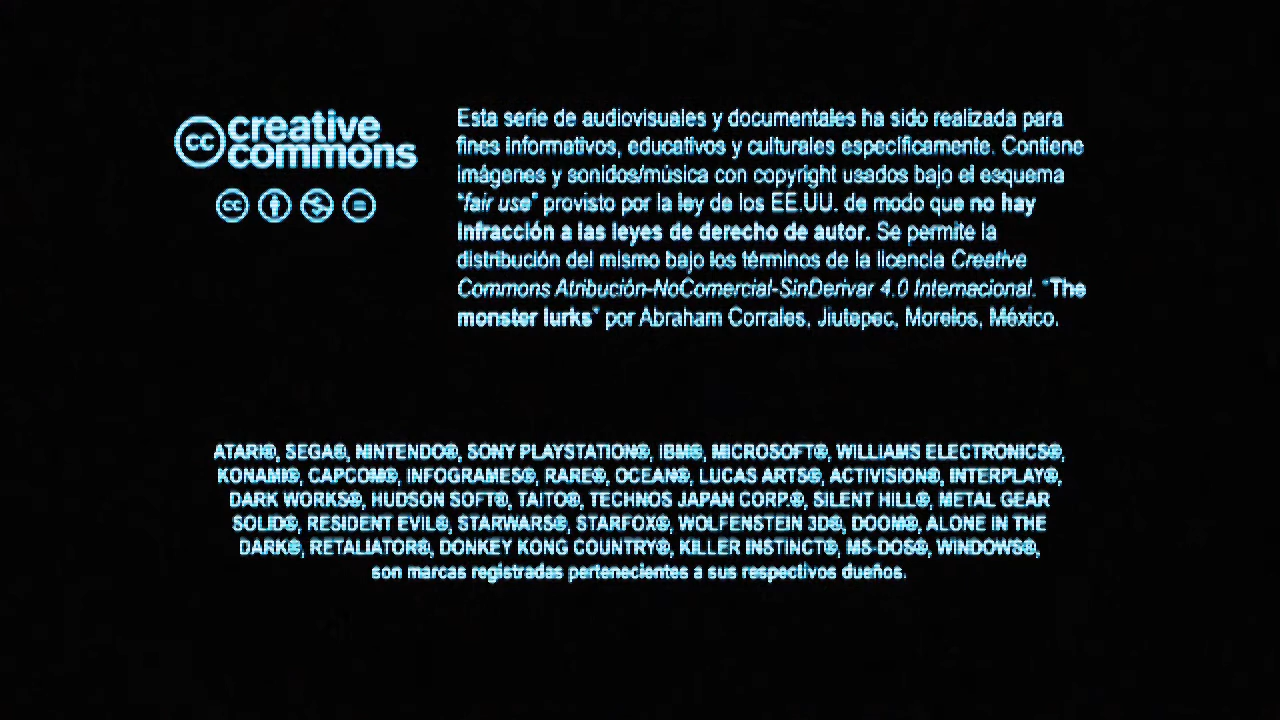 creative
commons
Esta serie de audiovisuales y documentales ha sido realizada para
fines informativos, educativos y culturales específicamente. Contiene
imágenes y sonidos/música con copyright usados bajo el esquema
"fair use" provisto por la ley de los EE.UU. de modo que no hay
infracción a las leyes de derecho de autor. Se permite la
distribución del mismo bajo los términos de la licencia Creative
Commons Atribución-NoComercial-SinDerivar 4.0 Internacional. "The
monster lurks" por Abraham Corrales, Jiutepec, Morelos, México.
ATARI®, SEGA®, NINTENDO®, SONY PLAYSTATION®, IBM®, MICROSOFT®, WILLIAMS ELECTRONICS®,
KONAMI®, CAPCOM®, INFOGRAMES®, RARE®, OCEAN®, LUCAS ARTS®, ACTIVISION®, INTERPLAY®,
DARK WORKS®, HUDSON SOFT®, TAITO®, TECHNOS JAPAN CORP.®, SILENT HILL®, METAL GEAR
SOLID®, RESIDENT EVIL®, STARWARS®, STARFOX®, WOLFENSTEIN 3D®, DOOM®, ALONE IN THE
DARK®, RETALIATOR®, DONKEY KONG COUNTRY®, KILLER INSTINCT®, MS-DOS®, WINDOWS®,
son marcas registradas pertenecientes a sus respectivos dueños.